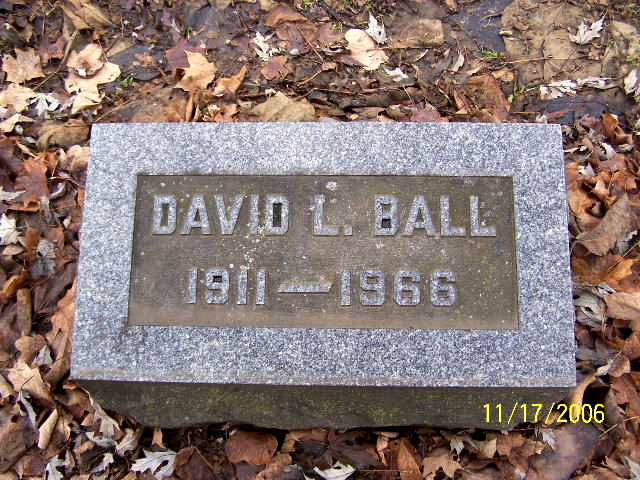 DAVID L. BALL
1911 — 1966
11/17/2006